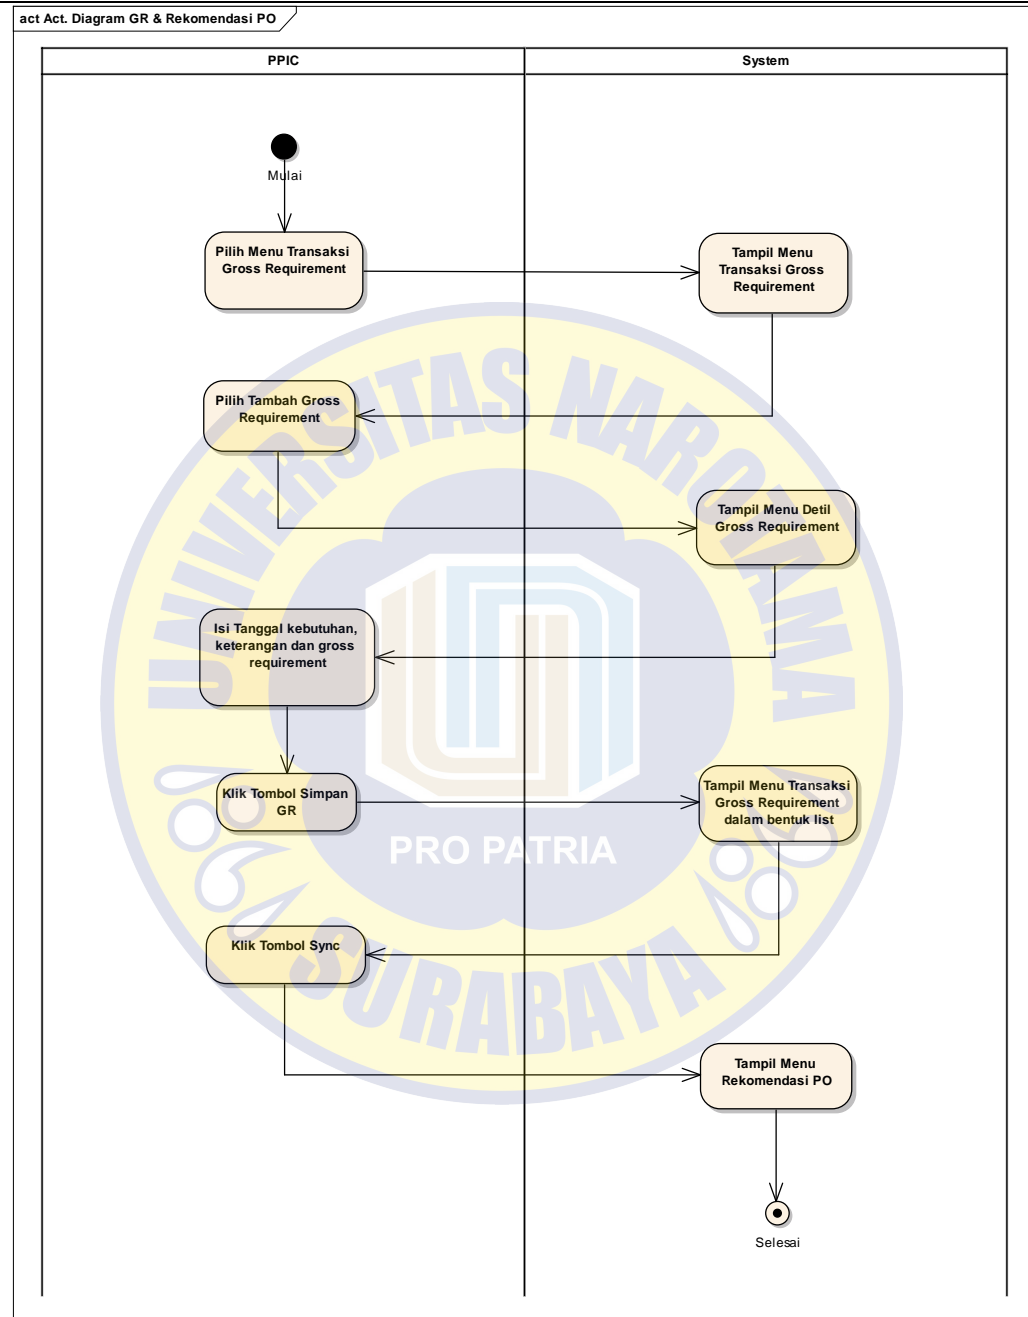 act Act. Diagram GR & Rekomendasi PO
PPIC
System
Mulai
Pilih Menu Transaksi
Gross Requirement
Tampil Menu
Transaksi Gross
Requirement
Pilih Tambah Gross
Requirement
Tampil Menu Detil
Gross Requirement
Isi Tanggal kebutuhan,
keterangan dan gross
requirement
Klik Tombol Simpan
GR
Tampil Menu Transaksi
Gross Requirement
dalam bentuk list
Klik Tombol Sync
Tampil Menu
Rekomendasi PO
Selesai
UNIVERSITAS NAROTAMA
PRO PATRIA
SURABAYA